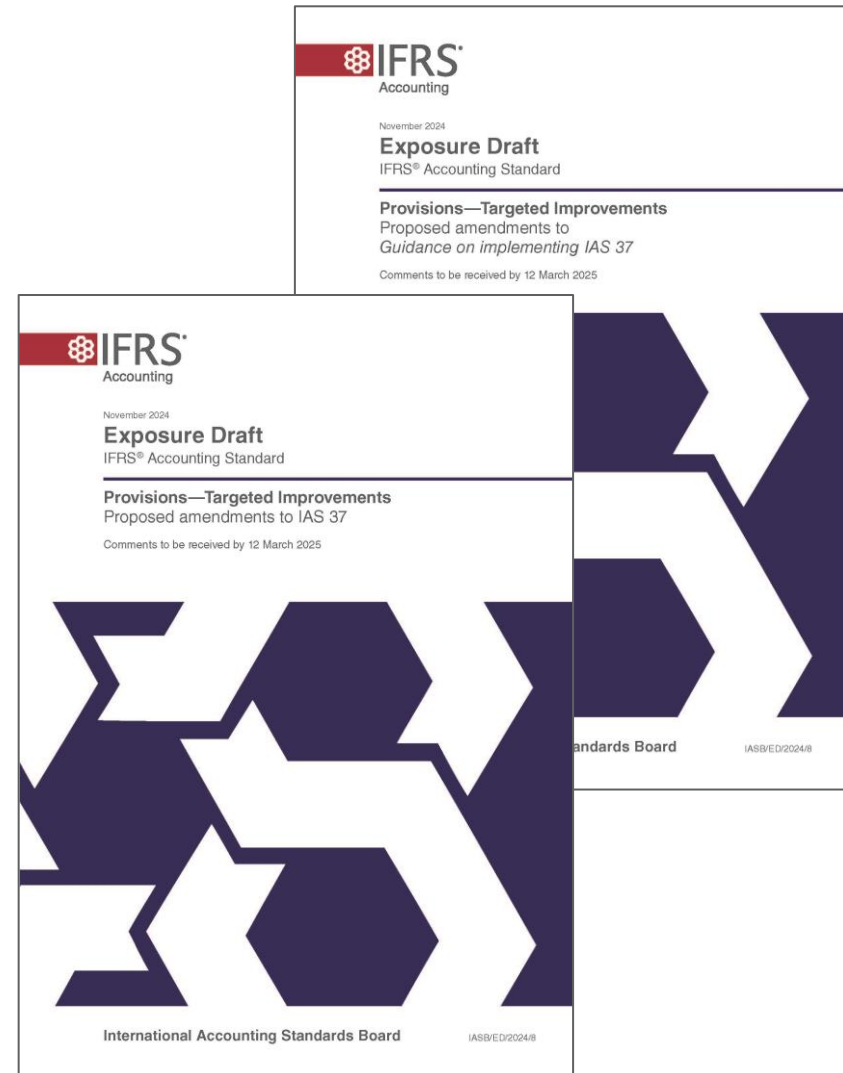 IFRS®
Accounting
November 2024
Exposure Draft
IFRS® Accounting Standard
Provisions—Targeted Improvements
Proposed amendments to
Guidance on implementing IAS 37
Comments to be received by 12 March 2025
andards Board
IASB/ED/2024/8
IFRS®
Accounting
November 2024
Exposure Draft
IFRS® Accounting Standard
Provisions—Targeted Improvements
Proposed amendments to IAS 37
Comments to be received by 12 March 2025
International Accounting Standards Board
IASB/ED/2024/8